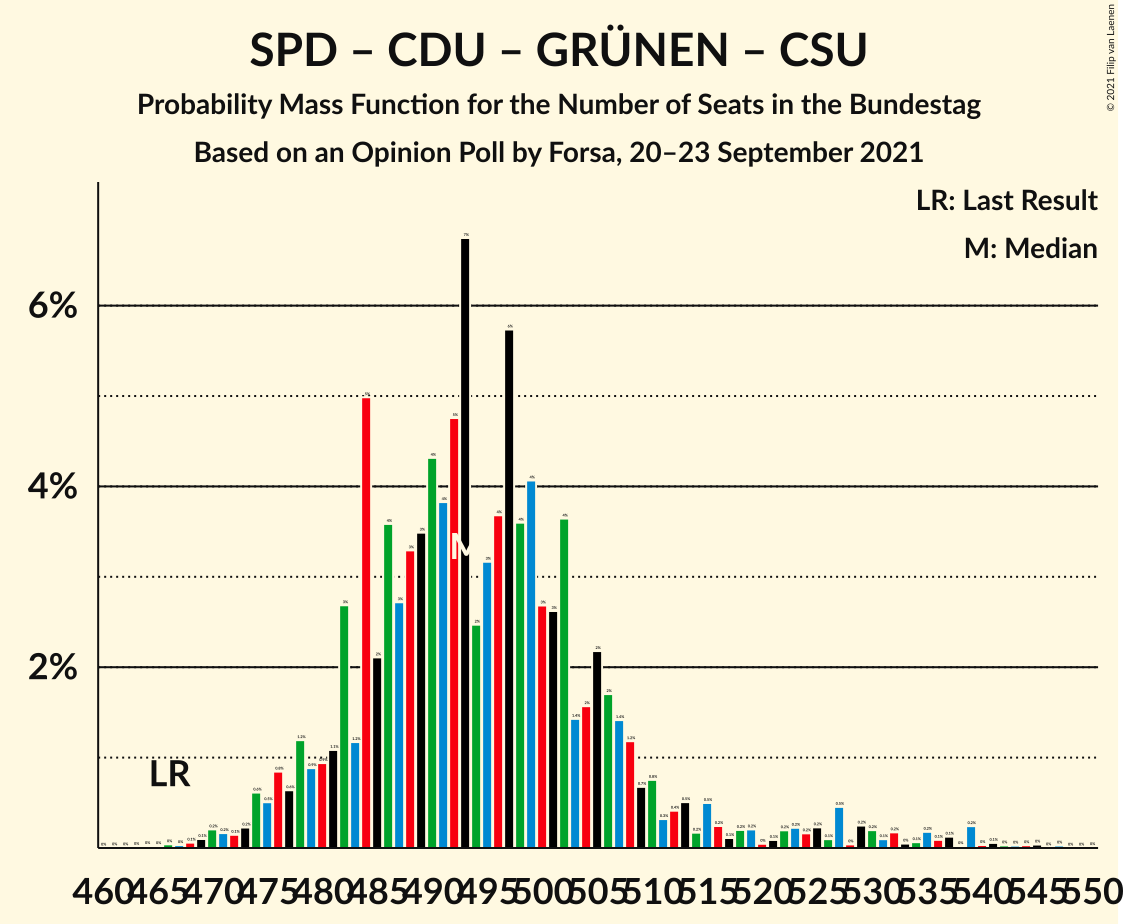 SPD – CDU – GRÜNEN – CSU
Probability Mass Function for the Number of Seats in the Bundestag
Based on an Opinion Poll by Forsa, 20–23 September 2021
© 2021 Filip van Laenen
LR: Last Result
M: Median
6%
4%
2%
LR
M
460 465 470 475 480 485 490 495 500 505 510 515 520 525 530 535 540 545 550